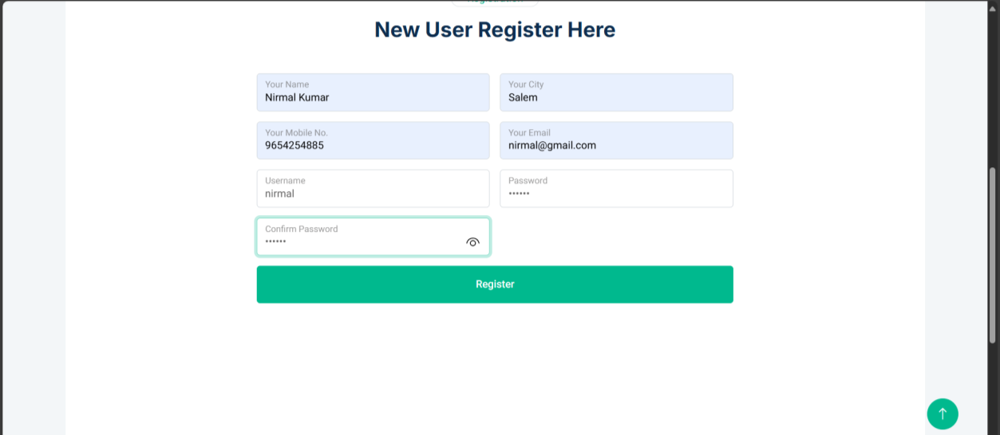 Registration
New User Register Here
Your Name
Nirmal Kumar
Your City
Salem
Your Mobile No.
9654254885
Your Email
nirmal@gmail.com
Username
nirmal
Password
••••••
Confirm Password
••••••
Register